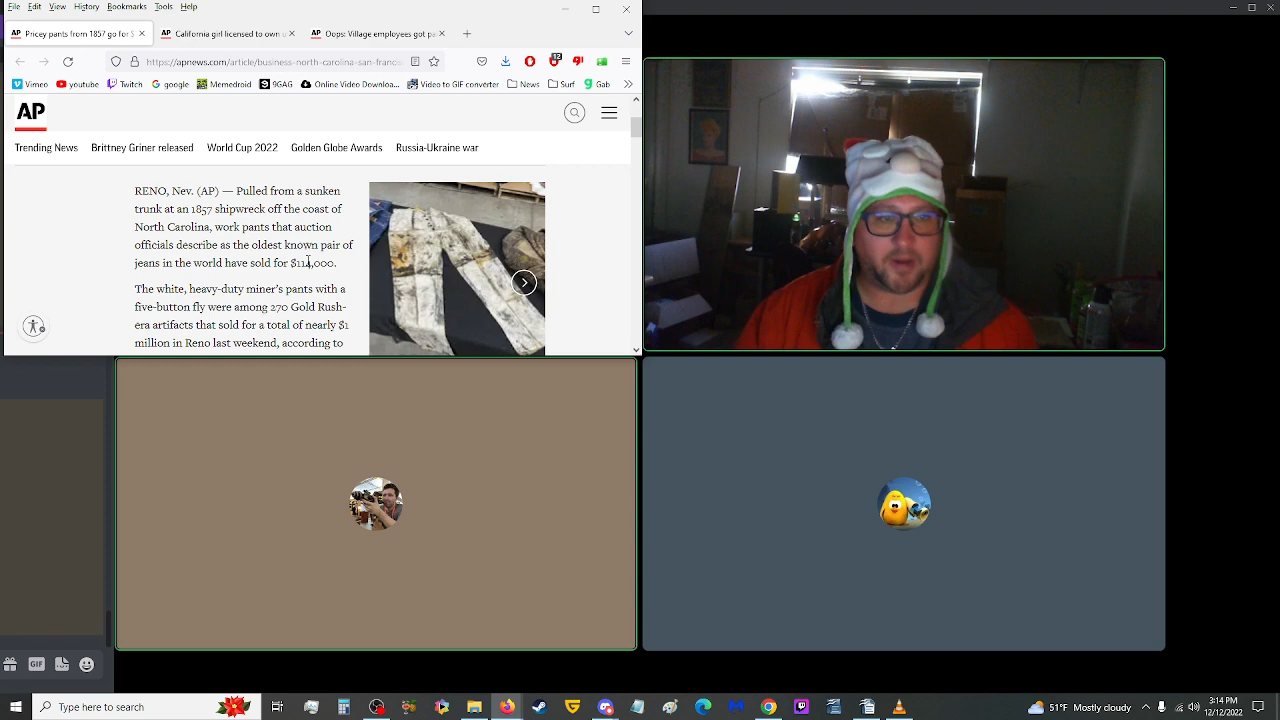 File Edit View History Bookmarks Tools Help
Pricey pants from 1857 go for $
California girl licensed to own u
Oops: Village employees got pa
https://apnews.com/article/business-north-carolina-san-franc
12
Vimeo youtube Twitch gitter tunedroid 9GAG Online Downloa... Video to GIF converter News Surf Gab
AP
Trending News Brittney Griner released World Cup 2022 Golden Globe Awards Russia-Ukraine war
RENO, Nev. (AP) — Pulled from a sunken
trunk at an 1857 shipwreck off the coast of
North Carolina, work pants that auction
officials describe as the oldest known pair of
jeans in the world have sold for $114,000.
The white, heavy-duty miner's pants with a
five-button fly were among 270 Gold Rush-
era artifacts that sold for a total of nearly $1
million in Reno last weekend, according to
GIF
Type here to search
51°F Mostly cloudy
3:14 PM
12/12/2022